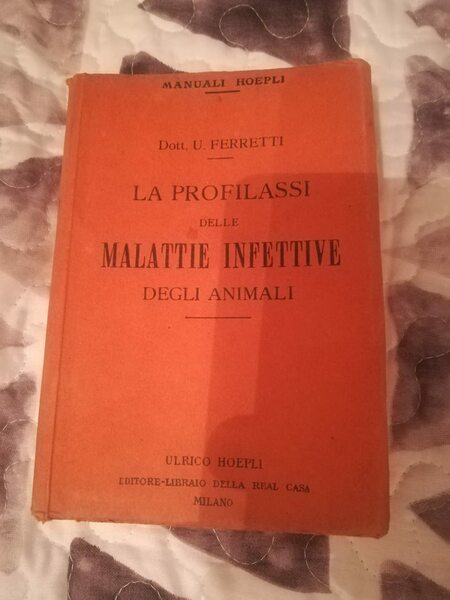 MANUALI HOEPLI
Dott. U. FERRETTI
LA PROFILASSI
DELLE
MALATTIE INFETTIVE
DEGLI ANIMALI
ULRICO HOEPLI
EDITORE-LIBRAIO DELLA REAL CASA
MILANO